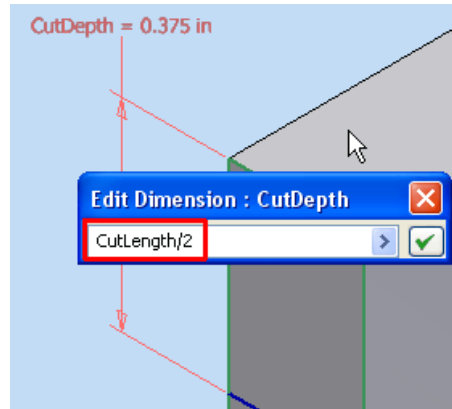 CutDepth = 0.375 in
Edit Dimension : CutDepth
CutLength/2